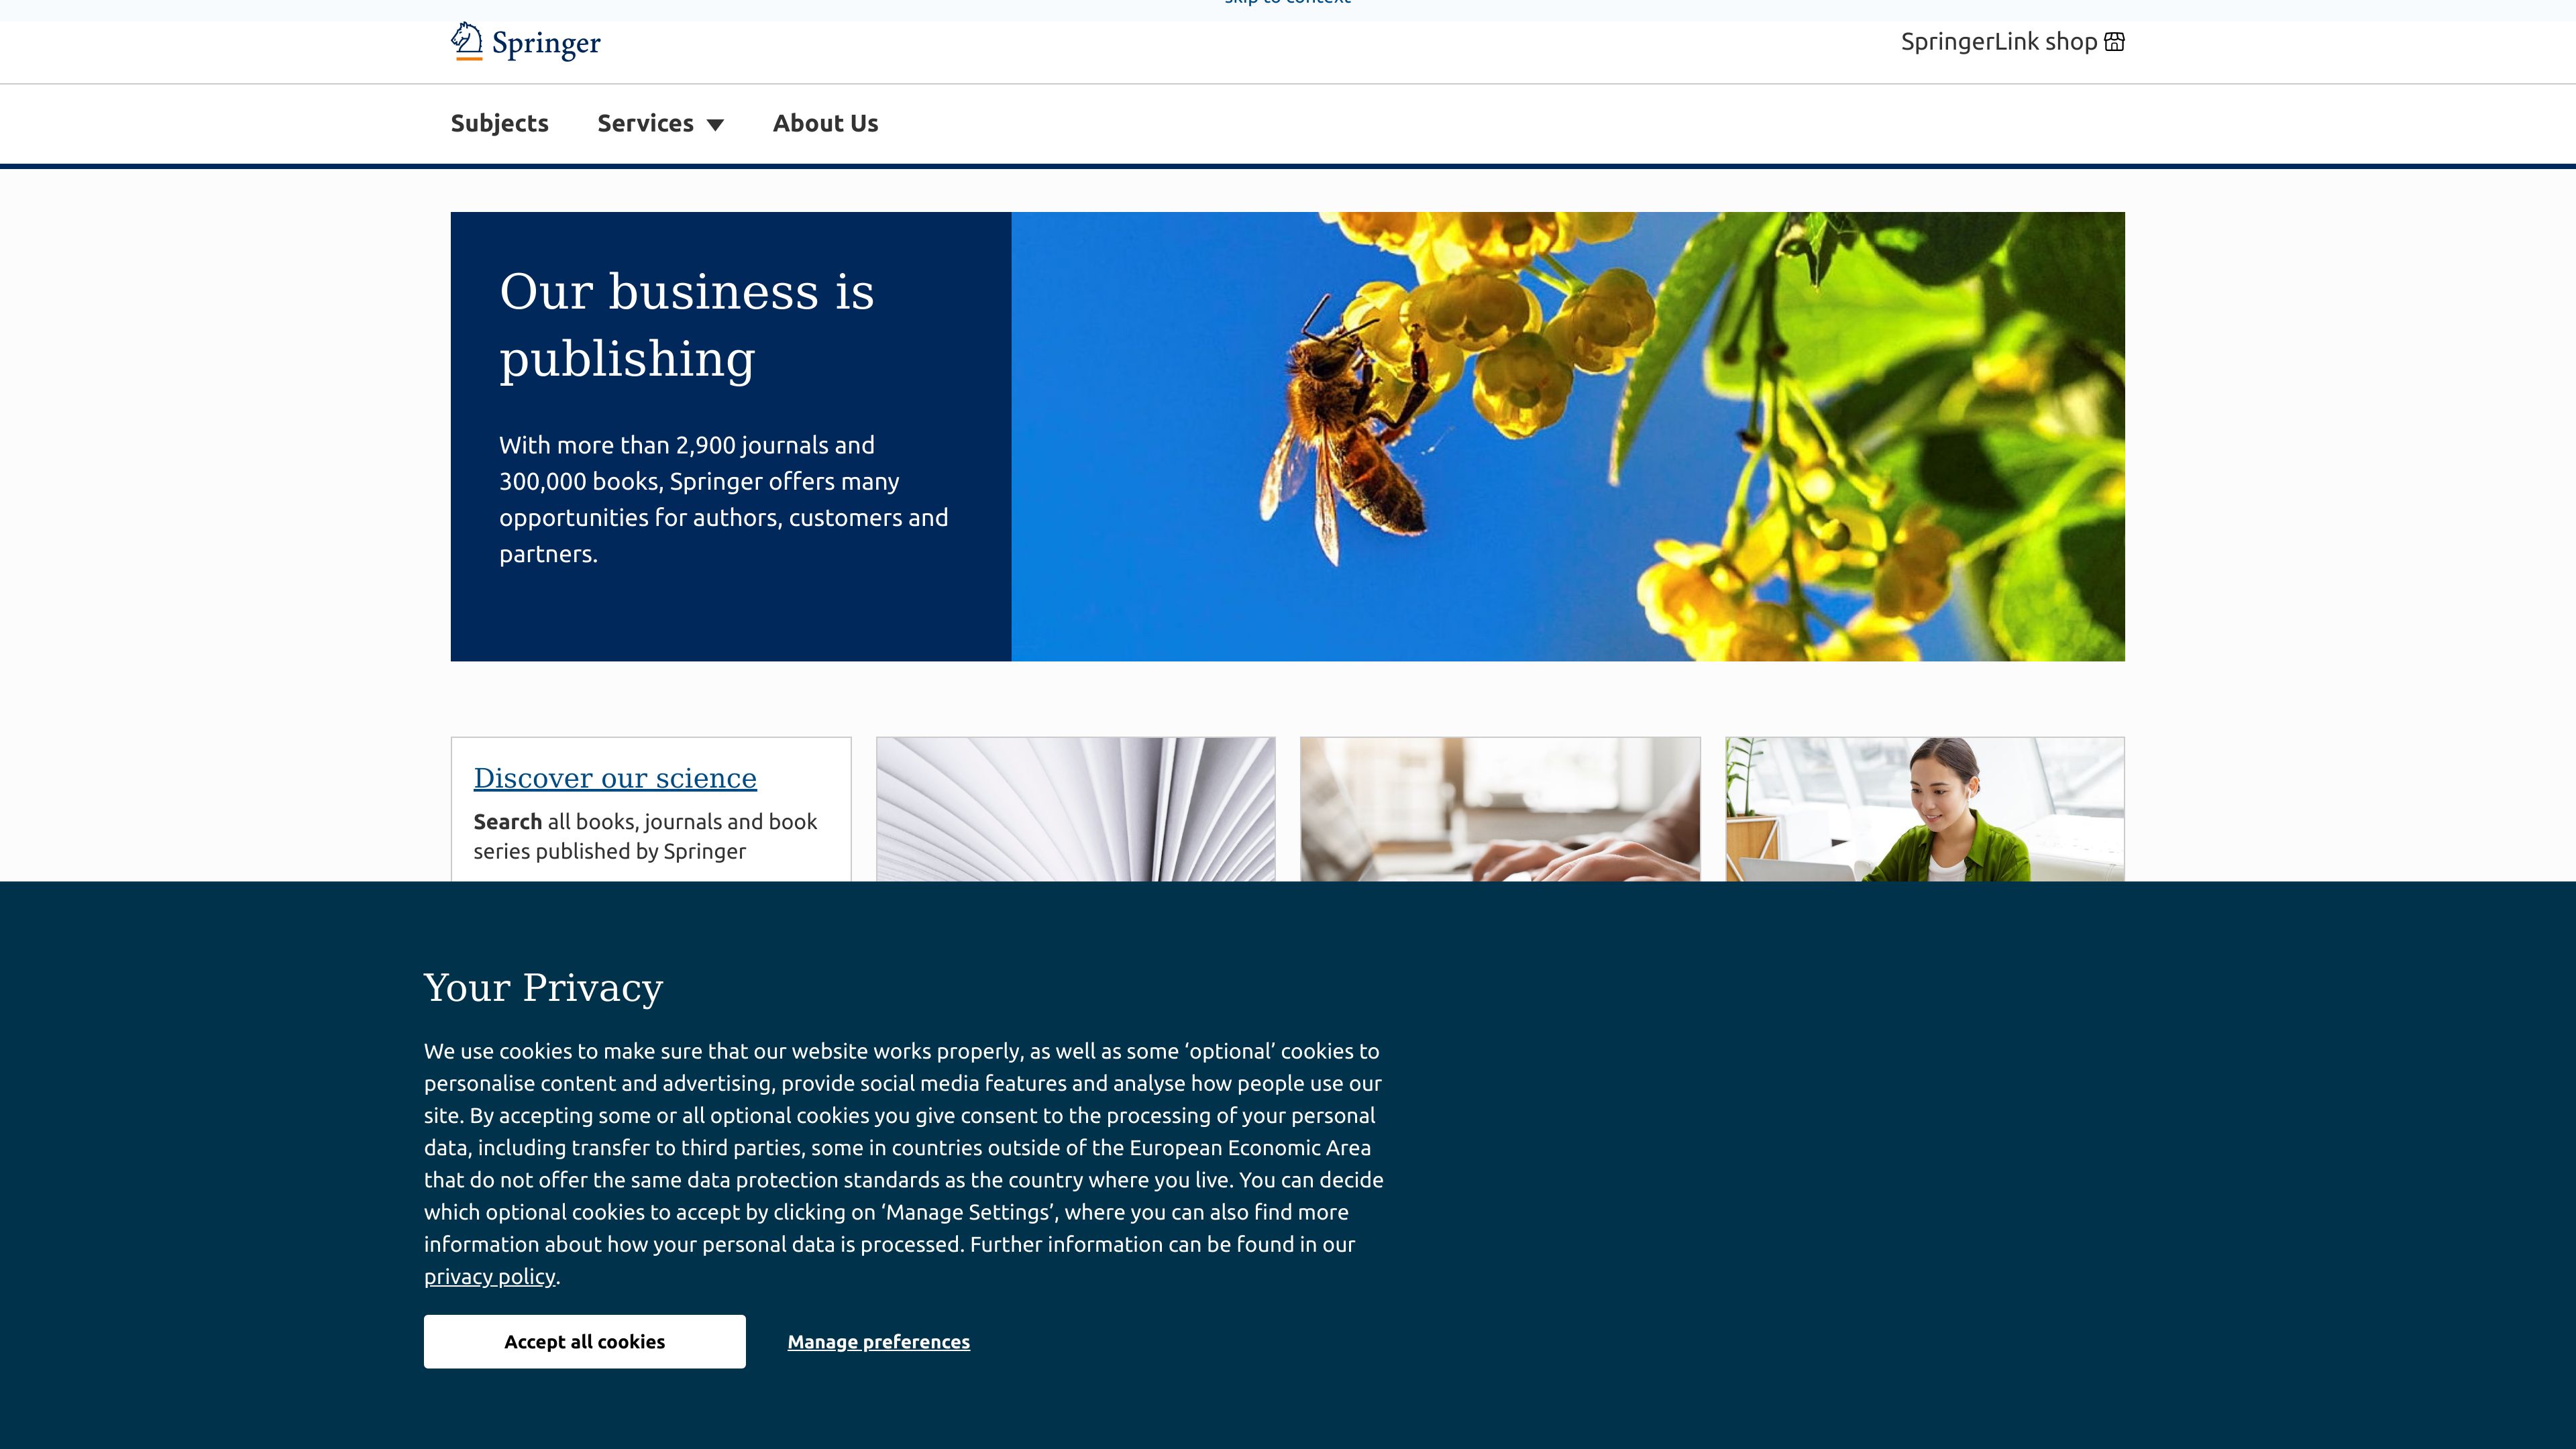 skip to context
Springer
SpringerLink shop
Subjects
Services
About Us
Our business is
publishing
With more than 2,900 journals and
300,000 books, Springer offers many
opportunities for authors, customers and
partners.
Discover our science
Search all books, journals and book
series published by Springer
Your Privacy
We use cookies to make sure that our website works properly, as well as some ‘optional’ cookies to
personalise content and advertising, provide social media features and analyse how people use our
site. By accepting some or all optional cookies you give consent to the processing of your personal
data, including transfer to third parties, some in countries outside of the European Economic Area
that do not offer the same data protection standards as the country where you live. You can decide
which optional cookies to accept by clicking on ‘Manage Settings’, where you can also find more
information about how your personal data is processed. Further information can be found in our
privacy policy.
Accept all cookies
Manage preferences